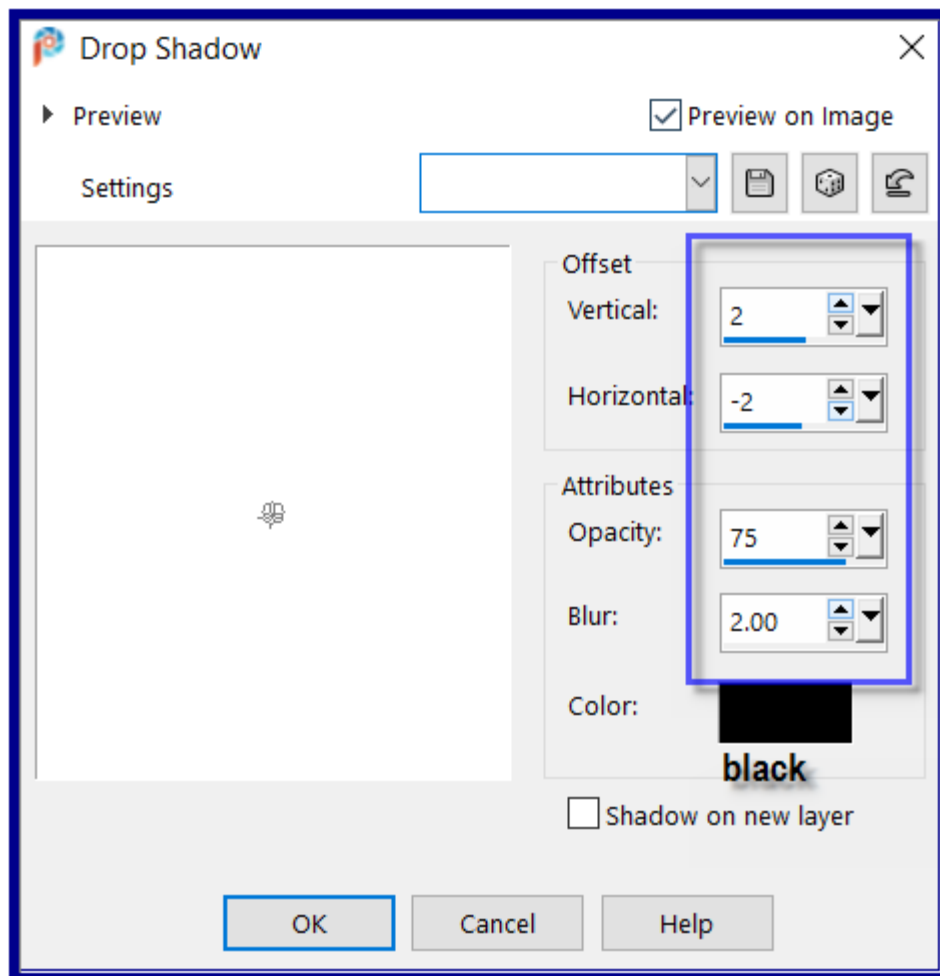 Drop Shadow
Preview
Preview on Image
Settings
Offset
Vertical:
2
Horizontal:
-2
Attributes
Opacity:
75
Blur:
2.00
Color:
black
Shadow on new layer
OK
Cancel
Help